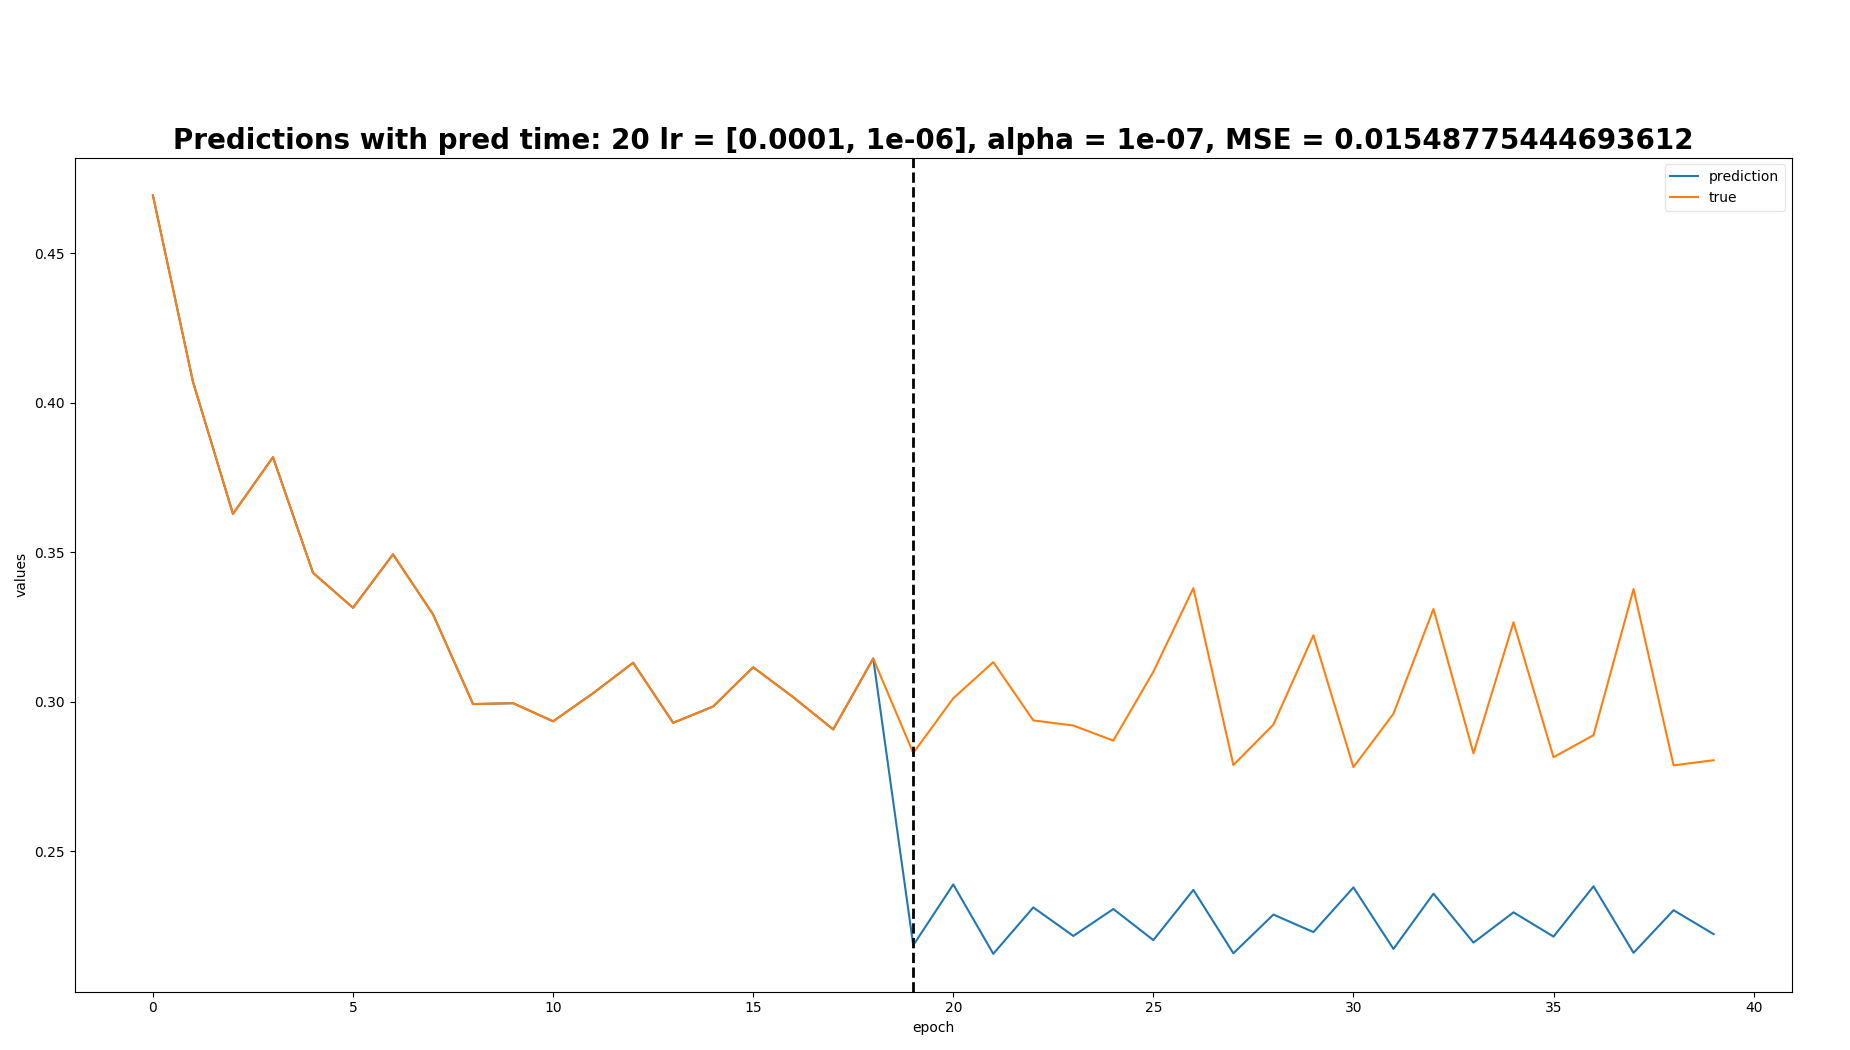 Predictions with pred time: 20 lr = [0.0001, 1e-06], alpha = 1e-07, MSE = 0.01548775444693612
prediction
true
0.45
0.40
0.35
0.30
0.25
values
0 5 10 15 20 25 30 35 40
epoch